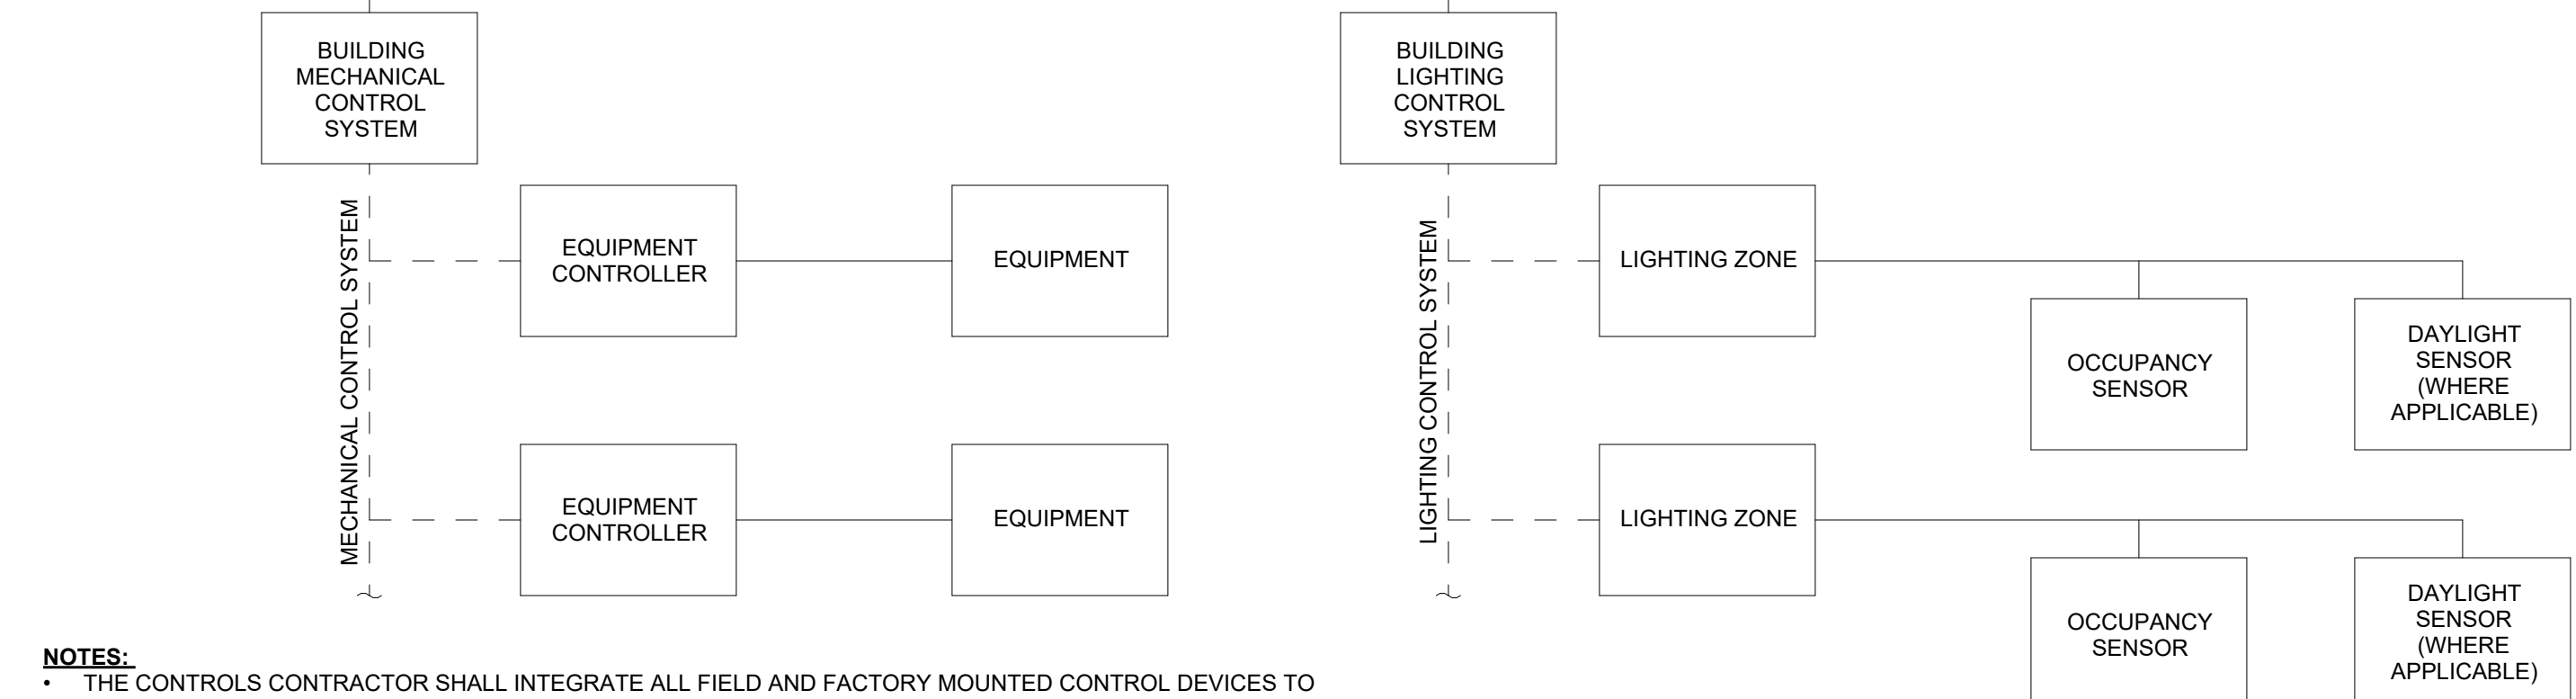 BUILDING
MECHANICAL
CONTROL
SYSTEM
BUILDING
LIGHTING
CONTROL
SYSTEM
MECHANICAL CONTROL SYSTEM
EQUIPMENT
CONTROLLER
EQUIPMENT
LIGHTING CONTROL SYSTEM
LIGHTING ZONE
OCCUPANCY
SENSOR
DAYLIGHT
SENSOR
(WHERE
APPLICABLE)
EQUIPMENT
CONTROLLER
EQUIPMENT
LIGHTING ZONE
OCCUPANCY
SENSOR
DAYLIGHT
SENSOR
(WHERE
APPLICABLE)
NOTES:
• THE CONTROLS CONTRACTOR SHALL INTEGRATE ALL FIELD AND FACTORY MOUNTED CONTROL DEVICES TO